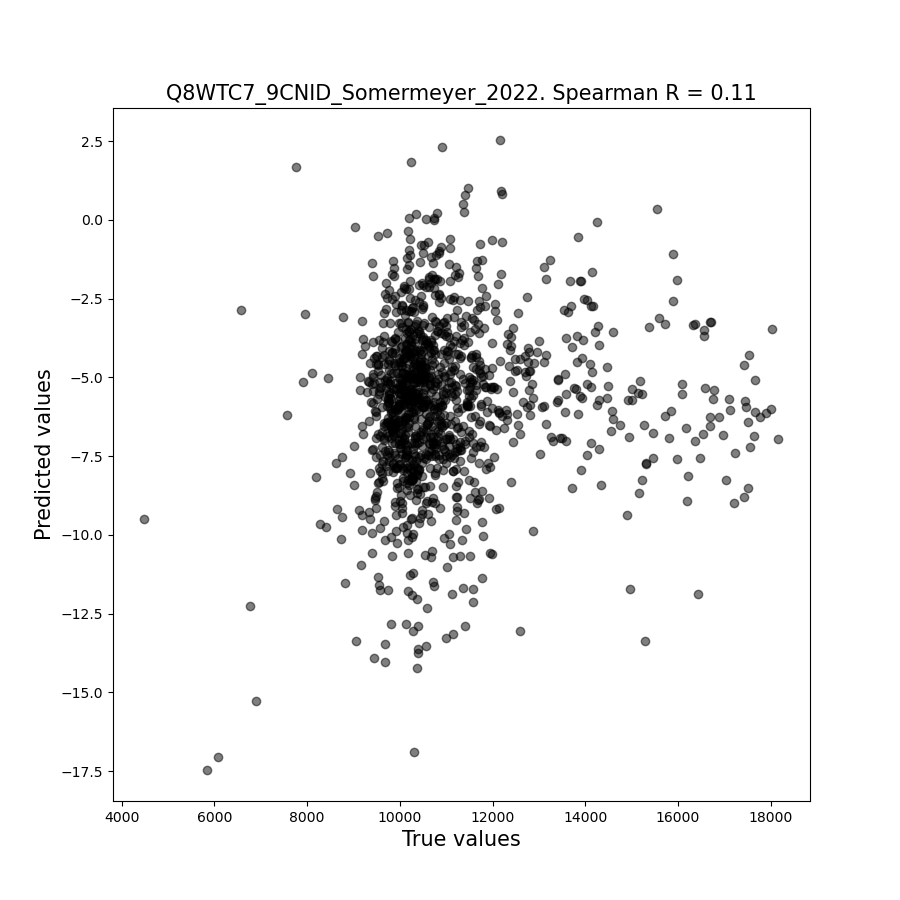 Q8WTC7_9CNID_Somermeyer_2022. Spearman R = 0.11
2.5
0.0
−2.5
−5.0
−7.5
−10.0
−12.5
−15.0
−17.5
Predicted values
4000 6000 8000 10000 12000 14000 16000 18000
True values